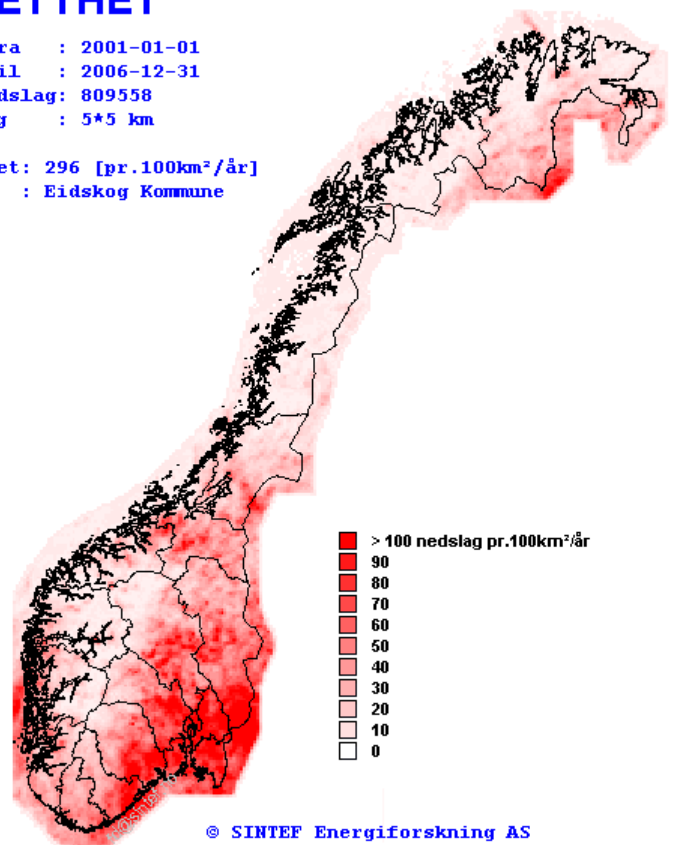 ra : 2001-01-01
il : 2006-12-31
dslag: 809558
g : 5*5 km
et: 296 [pr.100km²/år]
: Eidskog Kommune
> 100 nedslag pr.100km²/år
90
80
70
60
50
40
30
20
10
0
© SINTEF Energiforskning AS